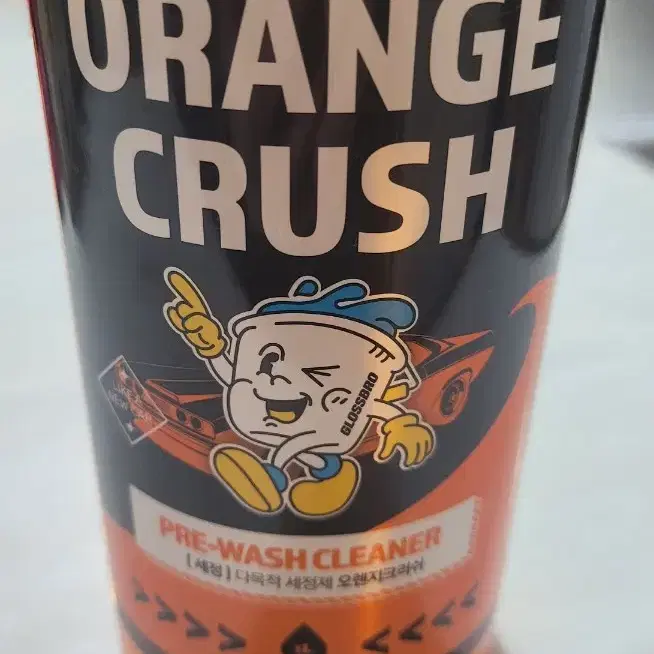 ORANGE
CRUSH
GLOSSBRO
PRE-WASH CLEANER
[ 세정 ] 다목적 세정제 오렌지크러쉬
1L